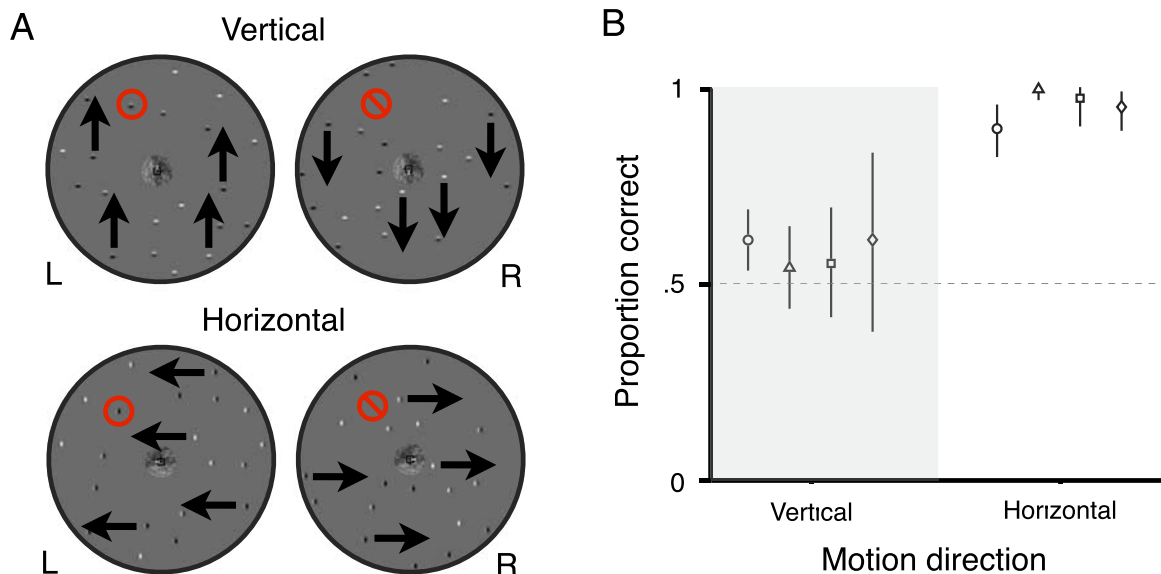 A
Vertical
L
R
Horizontal
L
R
B
Proportion correct
1
.5
0
Vertical
Horizontal
Motion direction